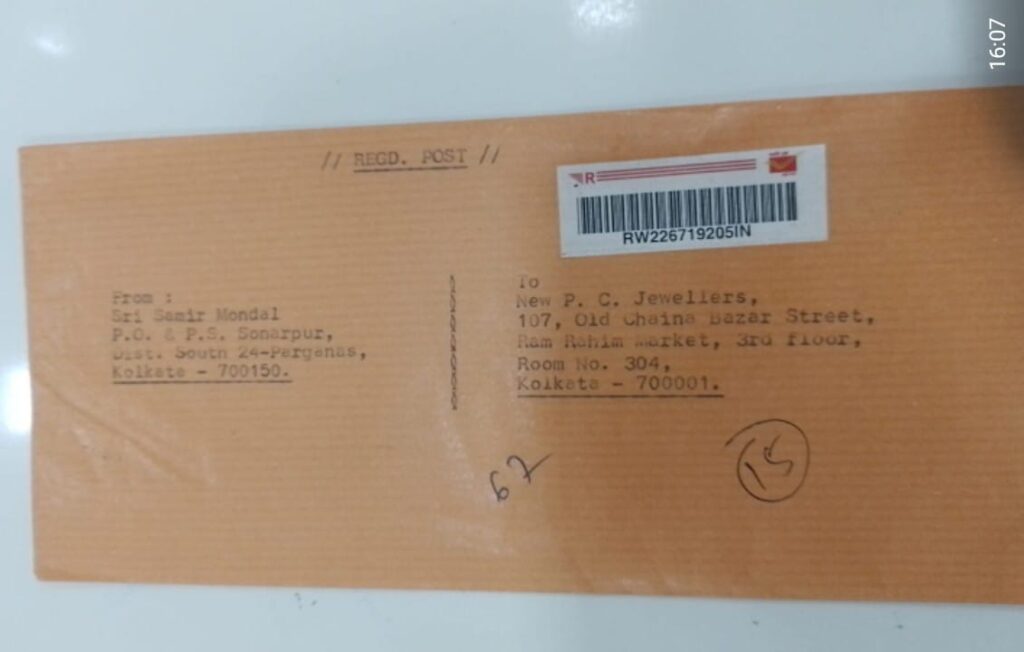 16:07
// REGD. POST //
R
RW226719205IN
From :
Sri Samir Mondal
P.O. & P.S. Sonarpur,
Dist. South 24-Parganas,
Kolkata - 700150.
To
New P. C. Jewellers,
107, Old Chaina Bazar Street,
Ram Rahim Market, 3rd floor,
Room No. 304,
Kolkata - 700001.
67
15